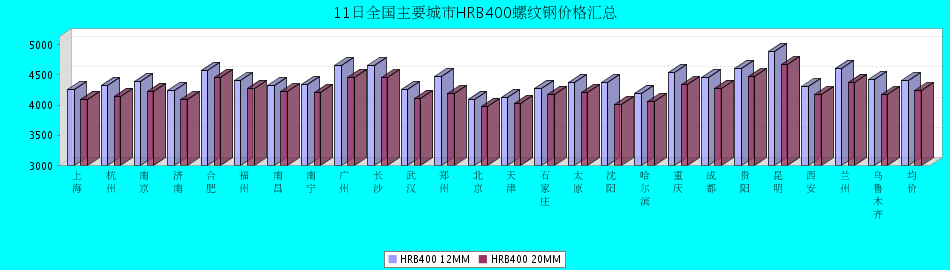 11日全国主要城市HRB400螺纹钢价格汇总
5000
4500
4000
3500
3000
上海 杭州 南京 济南 合肥 福州 南昌 南宁 广州 长沙 武汉 郑州 北京 天津 石家庄 太原 沈阳 哈尔滨 重庆 成都 贵阳 昆明 西安 兰州 乌鲁木齐 均价
HRB400 12MM HRB400 20MM